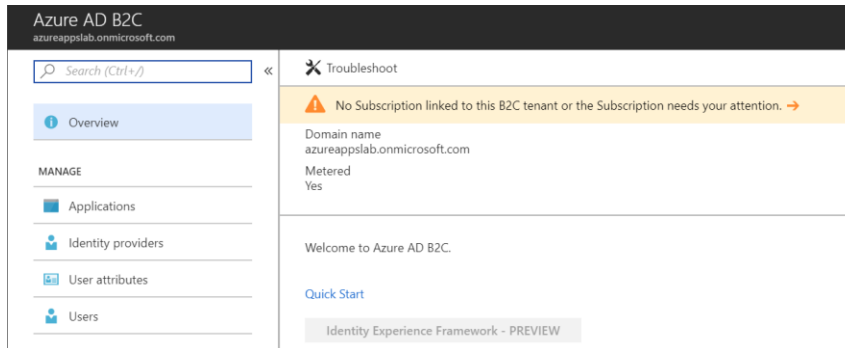 Azure AD B2C
azureappslab.onmicrosoft.com
Search (Ctrl+/)
«
Overview
MANAGE
Applications
Identity providers
User attributes
Users
Troubleshoot
No Subscription linked to this B2C tenant or the Subscription needs your attention. →
Domain name
azureappslab.onmicrosoft.com
Metered
Yes
Welcome to Azure AD B2C.
Quick Start
Identity Experience Framework - PREVIEW